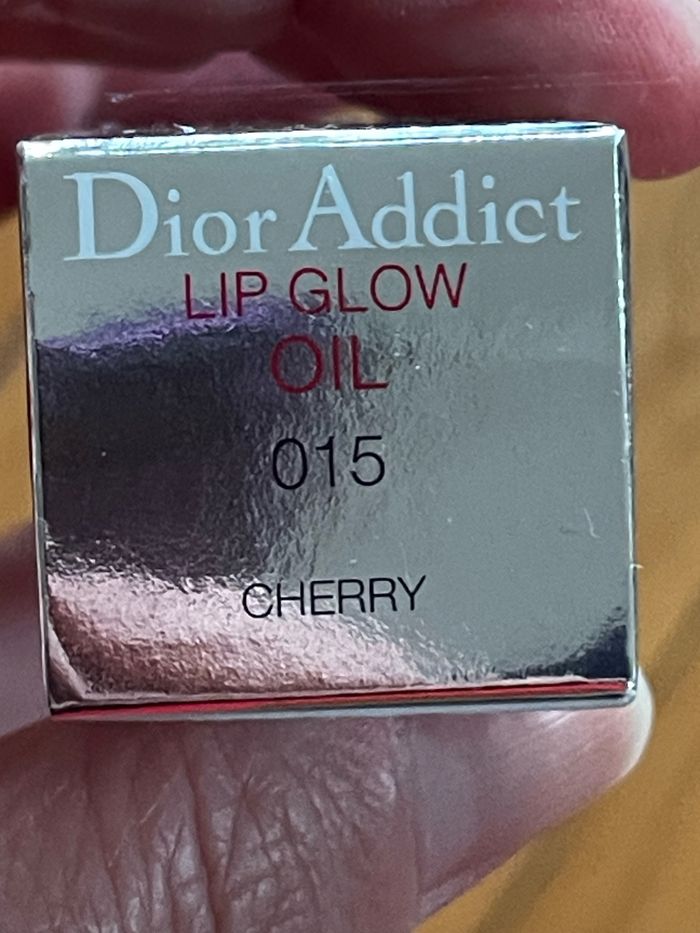 Dior Addict
LIP GLOW
OIL
015
CHERRY